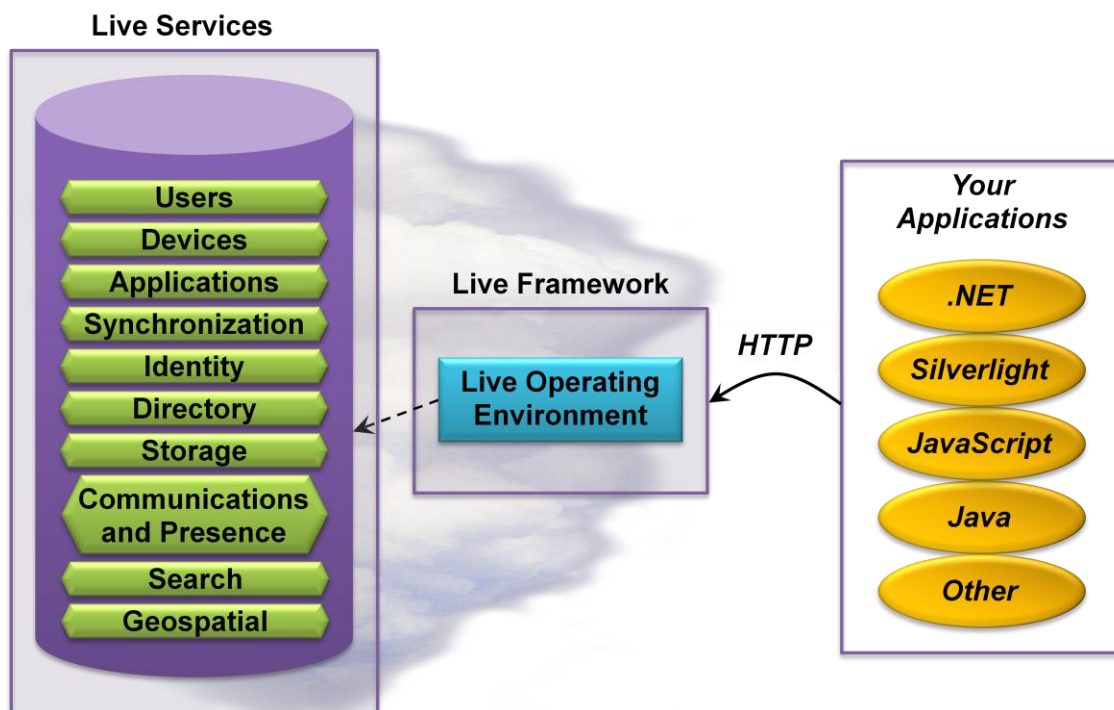 Live Services
Users
Devices
Applications
Synchronization
Identity
Directory
Storage
Communications
and Presence
Search
Geospatial
Live Framework
Live Operating
Environment
HTTP
Your
Applications
.NET
Silverlight
JavaScript
Java
Other